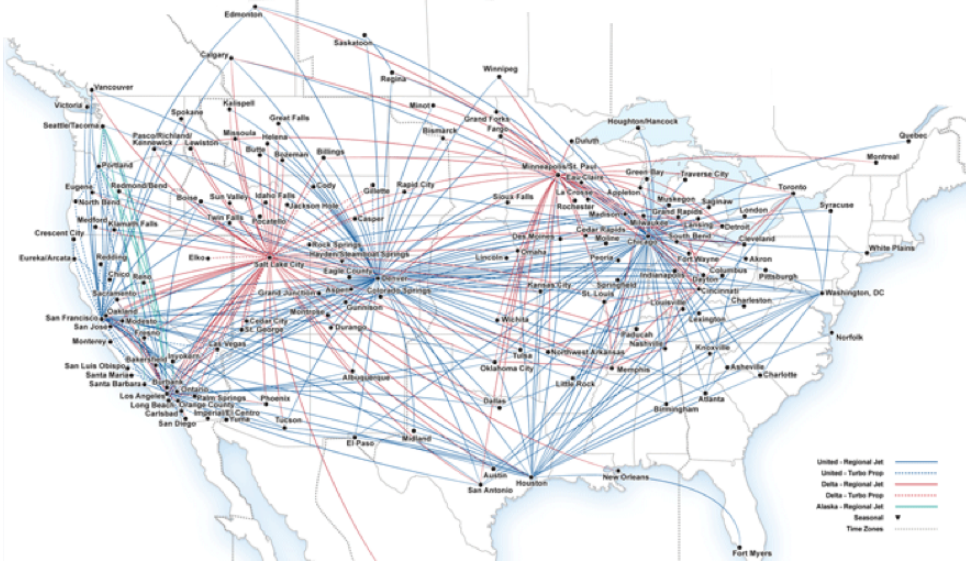 Edmonton
Saskatoon
Calgary
Regina
Winnipeg
Vancouver
Victoria
Kalispell
Minot
Spokane
Great Falls
Grand Forks
Houghton/Hancock
Seattle/Tacoma
Pasco/Richland/
Kennewick
Lewiston
Missoula
Helena
Bismarck
Fargo
Quebec
Butte
Bozeman
Billings
Duluth
Montreal
Portland
Minneapolis/St. Paul
Eau Claire
Green Bay
Traverse City
Eugene
Redmond/Bend
Boise
Sun Valley
Idaho Falls
Jackson Hole
Cody
Gillette
Rapid City
Sioux Falls
La Crosse
Appleton
Muskegon
Toronto
North Bend
Rochester
Saginaw
Medford
Klamath Falls
Twin Falls
Pocatello
Casper
Madison
Milwaukee
Grand Rapids
London
Syracuse
Crescent City
Lansing
Detroit
Cedar Rapids
Des Moines
Moline
Chicago
South Bend
Cleveland
White Plains
Rock Springs
Hayden/Steamboat Springs
Eureka/Arcata
Redding
Elko
Salt Lake City
Lincoln
Omaha
Peoria
Fort Wayne
Akron
Chico
Reno
Eagle County
Denver
Indianapolis
Dayton
Columbus
Pittsburgh
Sacramento
Grand Junction
Aspen
Colorado Springs
Kansas City
Springfield
St. Louis
Cincinnati
Washington, DC
Oakland
Gunnison
Louisville
Charleston
San Francisco
Modesto
Montrose
Cedar City
Lexington
San Jose
Fresno
St. George
Durango
Wichita
Paducah
Norfolk
Monterey
Las Vegas
Nashville
Knoxville
Bakersfield
Inyokern
Tulsa
Northwest Arkansas
San Luis Obispo
Oklahoma City
Memphis
Asheville
Santa Maria
Albuquerque
Charlotte
Santa Barbara
Burbank
Ontario
Little Rock
Los Angeles
Palm Springs
Phoenix
Atlanta
Long Beach
Orange County
Dallas
Birmingham
Carlsbad
Imperial/El Centro
San Diego
Yuma
Tucson
El Paso
Midland
Austin
San Antonio
Houston
New Orleans
Fort Myers
United - Regional Jet
United - Turbo Prop
Delta - Regional Jet
Delta - Turbo Prop
Alaska - Regional Jet
Seasonal
Time Zones